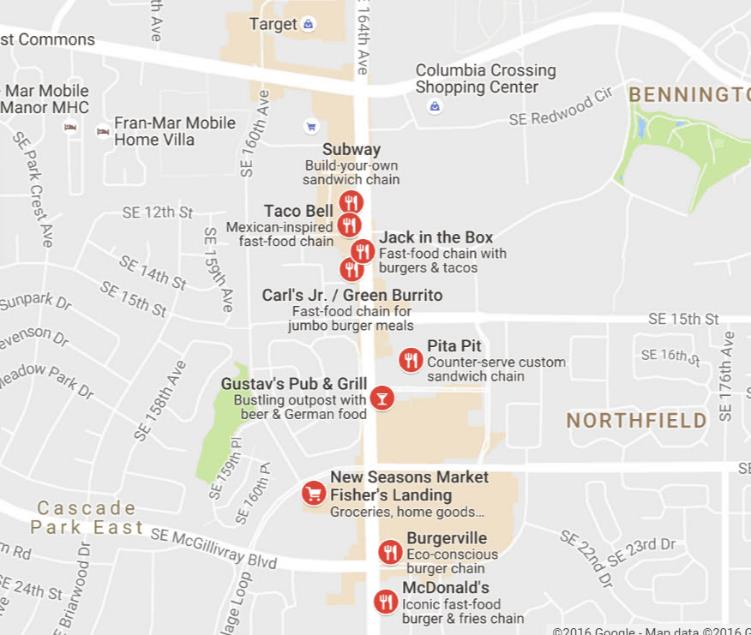 Target
st Commons
164th Ave
th Ave
Columbia Crossing
Shopping Center
- Mar Mobile
Manor MHC
Fran-Mar Mobile
Home Villa
SE 160th Ave
SE Redwood Cir
BENNINGTO
SE Park Crest Ave
Subway
Build-your-own
sandwich chain
Taco Bell
Mexican-inspired
fast-food chain
SE 12th St
SE 159th Ave
Jack in the Box
Fast-food chain with
burgers & tacos
SE 14th St
SE 15th St
Sunpark Dr
Carl's Jr. / Green Burrito
Fast-food chain for
jumbo burger meals
SE 15th St
evenson Dr
Pita Pit
Counter-serve custom
sandwich chain
SE 16th St
SE 176th Ave
Meadow Park Dr
SE 158th Ave
Gustav's Pub & Grill
Bustling outpost with
beer & German food
NORTHFIELD
SE 159th Pl
SE 160th Pl
SE
New Seasons Market
Fisher's Landing
Groceries, home goods...
Cascade
Park East
SE McGillivray Blvd
Burgerville
Eco-conscious
burger chain
SE 22nd Dr
SE 23rd Dr
m Rd
SE 24th St
E Briarwood Dr
lage Loop
McDonald's
Iconic fast-food
burger & fries chain
©2016 Google - Map data ©2016 G